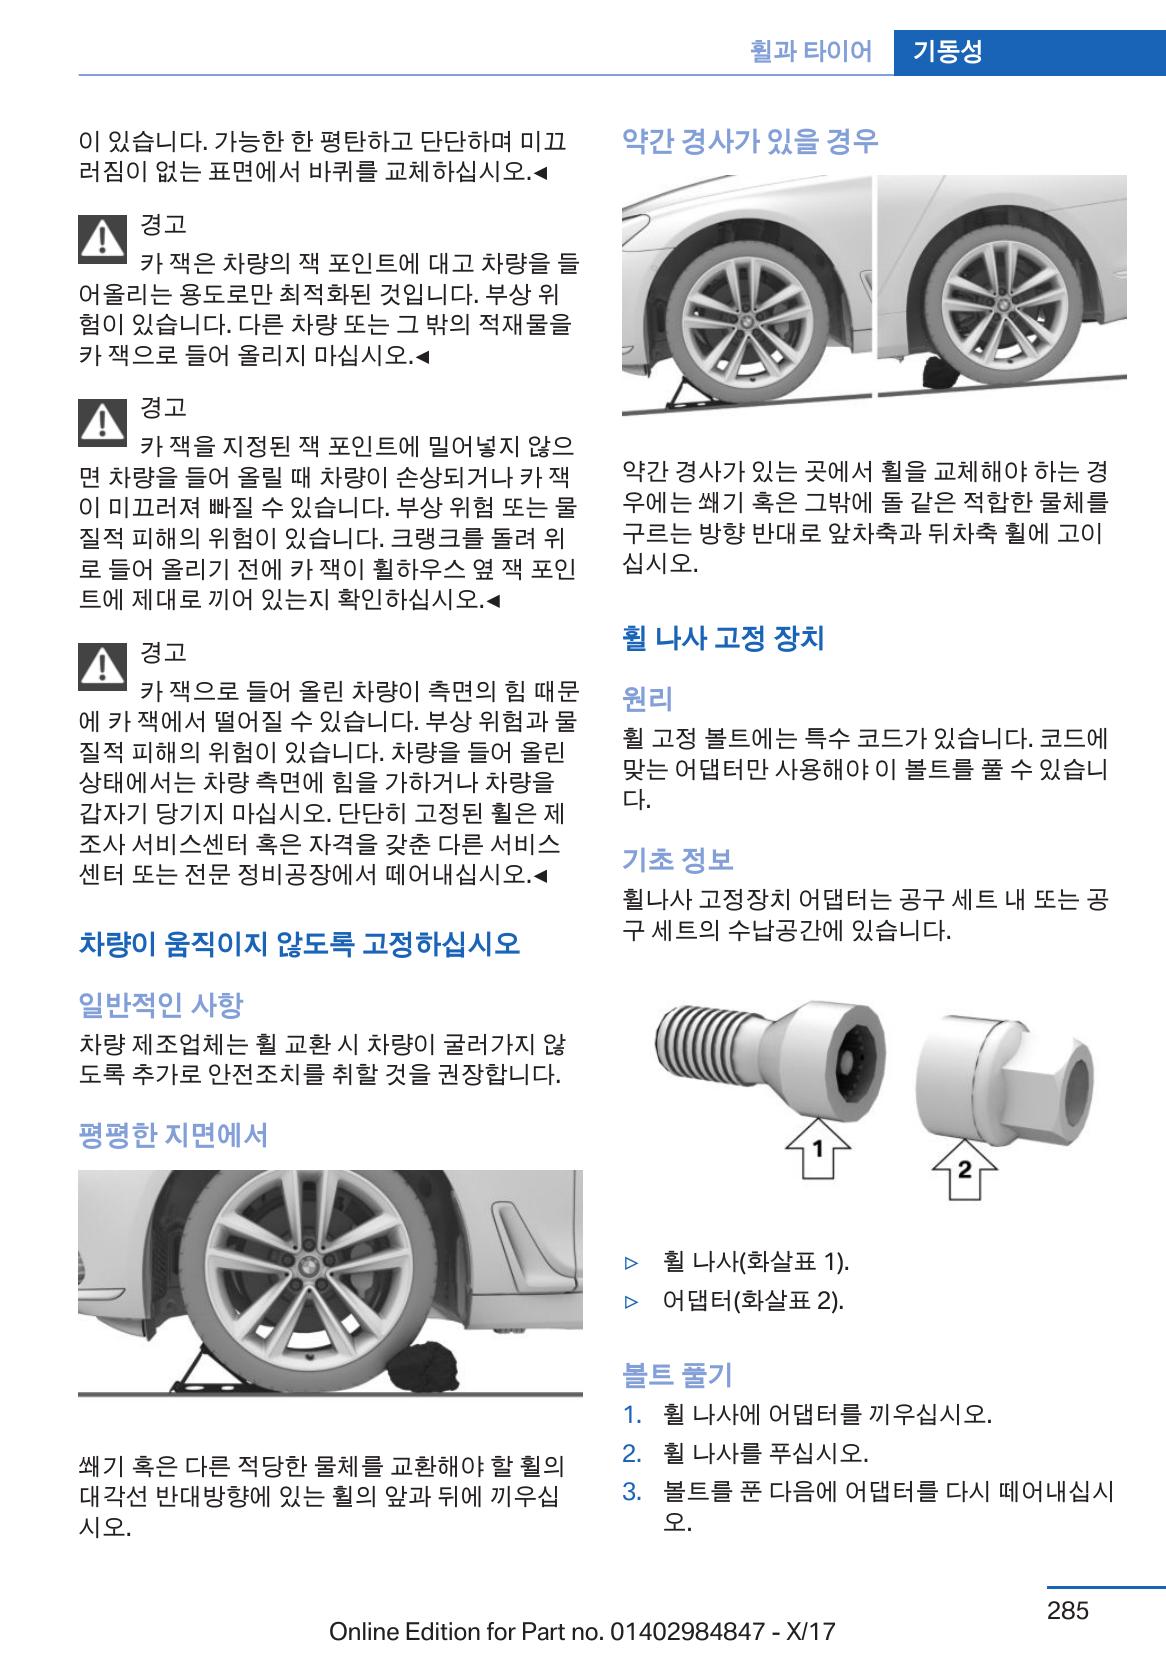 휠과 타이어 기동성
이 있습니다. 가능한 한 평탄하고 단단하며 미끄
러짐이 없는 표면에서 바퀴를 교체하십시오.◄
경고
카 잭은 차량의 잭 포인트에 대고 차량을 들
어올리는 용도로만 최적화된 것입니다. 부상 위
험이 있습니다. 다른 차량 또는 그 밖의 적재물을
카 잭으로 들어 올리지 마십시오.◄
경고
카 잭을 지정된 잭 포인트에 밀어넣지 않으
면 차량을 들어 올릴 때 차량이 손상되거나 카 잭
이 미끄러져 빠질 수 있습니다. 부상 위험 또는 물
질적 피해의 위험이 있습니다. 크랭크를 돌려 위
로 들어 올리기 전에 카 잭이 휠하우스 옆 잭 포인
트에 제대로 끼어 있는지 확인하십시오.◄
경고
카 잭으로 들어 올린 차량이 측면의 힘 때문
에 카 잭에서 떨어질 수 있습니다. 부상 위험과 물
질적 피해의 위험이 있습니다. 차량을 들어 올린
상태에서는 차량 측면에 힘을 가하거나 차량을
갑자기 당기지 마십시오. 단단히 고정된 휠은 제
조사 서비스센터 혹은 자격을 갖춘 다른 서비스
센터 또는 전문 정비공장에서 떼어내십시오.◄
차량이 움직이지 않도록 고정하십시오
일반적인 사항
차량 제조업체는 휠 교환 시 차량이 굴러가지 않
도록 추가로 안전조치를 취할 것을 권장합니다.
평평한 지면에서
쐐기 혹은 다른 적당한 물체를 교환해야 할 휠의
대각선 반대방향에 있는 휠의 앞과 뒤에 끼우십
시오.
약간 경사가 있을 경우
약간 경사가 있는 곳에서 휠을 교체해야 하는 경
우에는 쐐기 혹은 그밖에 돌 같은 적합한 물체를
구르는 방향 반대로 앞차축과 뒤차축 휠에 고이
십시오.
휠 나사 고정 장치
원리
휠 고정 볼트에는 특수 코드가 있습니다. 코드에
맞는 어댑터만 사용해야 이 볼트를 풀 수 있습니
다.
기초 정보
휠나사 고정장치 어댑터는 공구 세트 내 또는 공
구 세트의 수납공간에 있습니다.
1
2
▷ 휠 나사(화살표 1).
▷ 어댑터(화살표 2).
볼트 풀기
1. 휠 나사에 어댑터를 끼우십시오.
2. 휠 나사를 푸십시오.
3. 볼트를 푼 다음에 어댑터를 다시 떼어내십시
오.
285
Online Edition for Part no. 01402984847 - X/17